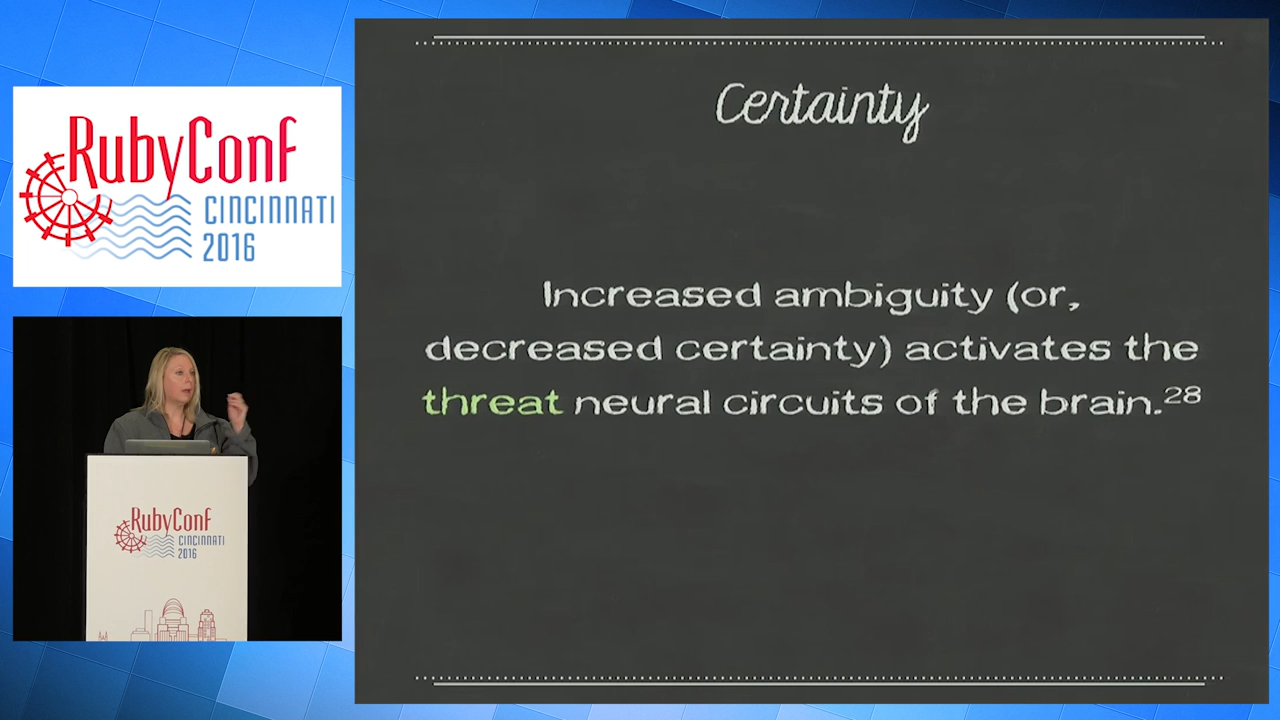 RubyConf
CINCINNATI
2016
RubyConf
CINCINNATI
2016
Certainty
Increased ambiguity (or,
decreased certainty) activates the
threat neural circuits of the brain.28